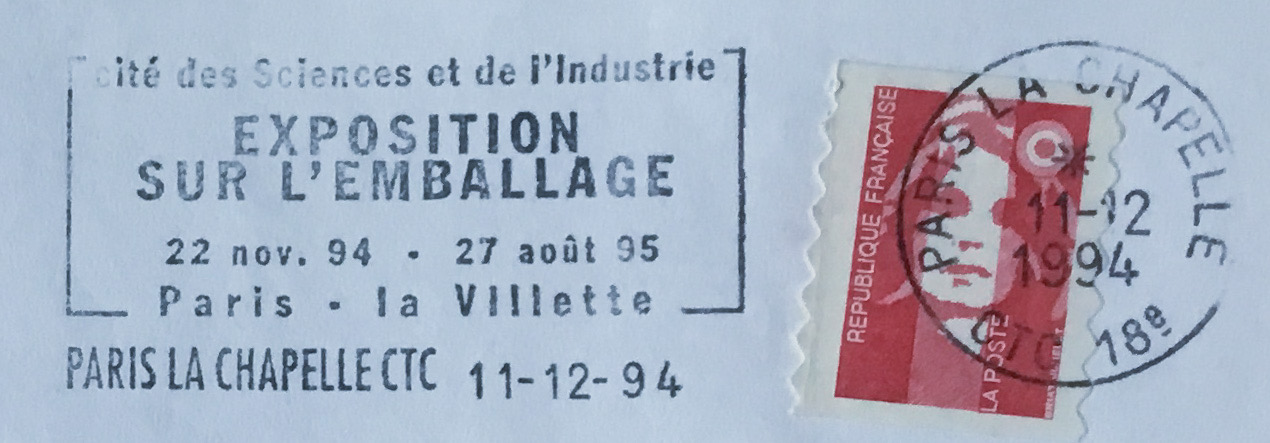 cité des Sciences et de l'Industrie
EXPOSITION
SUR L'EMBALLAGE
22 nov. 94 - 27 août 95
Paris - la Villette
PARIS LA CHAPELLE CTC 11-12-94
REPUBLIQUE FRANÇAISE
LA POSTE
PARIS LA CHAPELLE
*
11-12
1994
CTC 18e